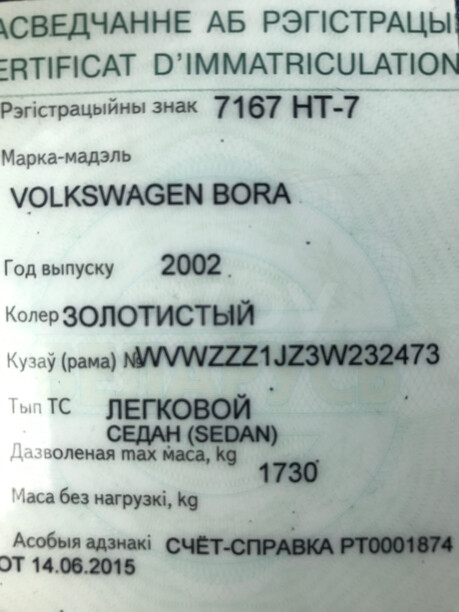 АСВЕДЧАННЕ АБ РЭГІСТРАЦЫ
ERTIFICAT D'IMMATRICULATION
Рэгістрацыйны знак 7167 НТ-7
Марка-мадэль
VOLKSWAGEN BORA
Год выпуску 2002
Колер ЗОЛОТИСТЫЙ
Кузаў (рама) № WVWZZZ1JZ3W232473
Тып ТС ЛЕГКОВОЙ
СЕДАН (SEDAN)
Дазволеная max маса, kg
1730
Маса без нагрузкі, kg
Асобыя адзнакі СЧЁТ-СПРАВКА РТ0001874
ОТ 14.06.2015